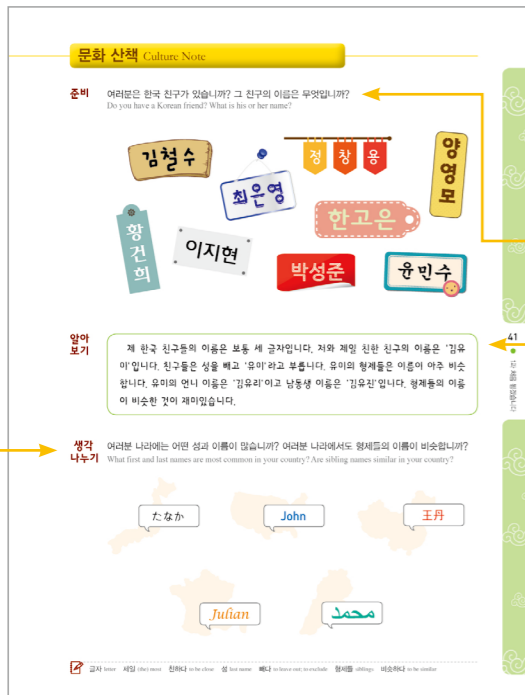 문화 산책 Culture Note
준비 여러분은 한국 친구가 있습니까? 그 친구의 이름은 무엇입니까?
Do you have a Korean friend? What is his or her name?
김철수
최은영
정창용
양영모
황건희
이지현
한고은
박성준
윤민수
알아보기
제 한국 친구들의 이름은 보통 세 글자입니다. 저와 제일 친한 친구의 이름은 '김유
미'입니다. 친구들은 성을 빼고 '유미'라고 부릅니다. 유미의 형제들은 이름이 아주 비슷
합니다. 유미의 언니 이름은 '김유리'이고 남동생 이름은 '김유진'입니다. 형제들의 이름
이 비슷한 것이 재미있습니다.
41
생각 나누기
여러분 나라에는 어떤 성과 이름이 많습니까? 여러분 나라에서도 형제들의 이름이 비슷합니까?
What first and last names are most common in your country? Are sibling names similar in your country?
たなか
John
王丹
Julian
محمد
글자 letter 제일 (the) most 친하다 to be close 성 last name 빼다 to leave out; to exclude 형제들 siblings 비슷하다 to be similar